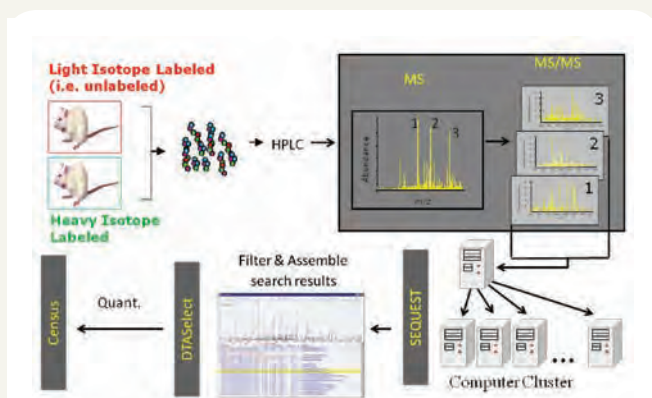 Light Isotope Labeled
(i.e. unlabeled)
Heavy Isotope
Labeled
HPLC
MS
Abundance
m/z
1
2
3
MS/MS
3
2
1
Computer Cluster
...
SEQUEST
Filter & Assemble
search results
DTASelect
Quant.
Census